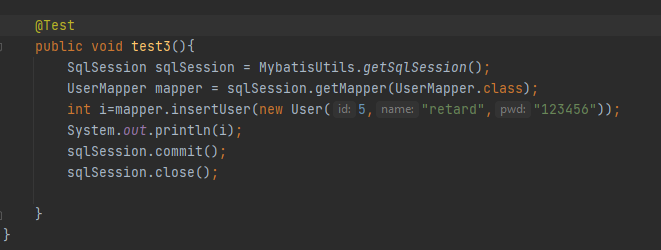 @Test
public void test3(){
SqlSession sqlSession = MybatisUtils.getSqlSession();
UserMapper mapper = sqlSession.getMapper(UserMapper.class);
int i=mapper.insertUser(new User( id: 5, name: "retard", pwd: "123456"));
System.out.println(i);
sqlSession.commit();
sqlSession.close();
}
}